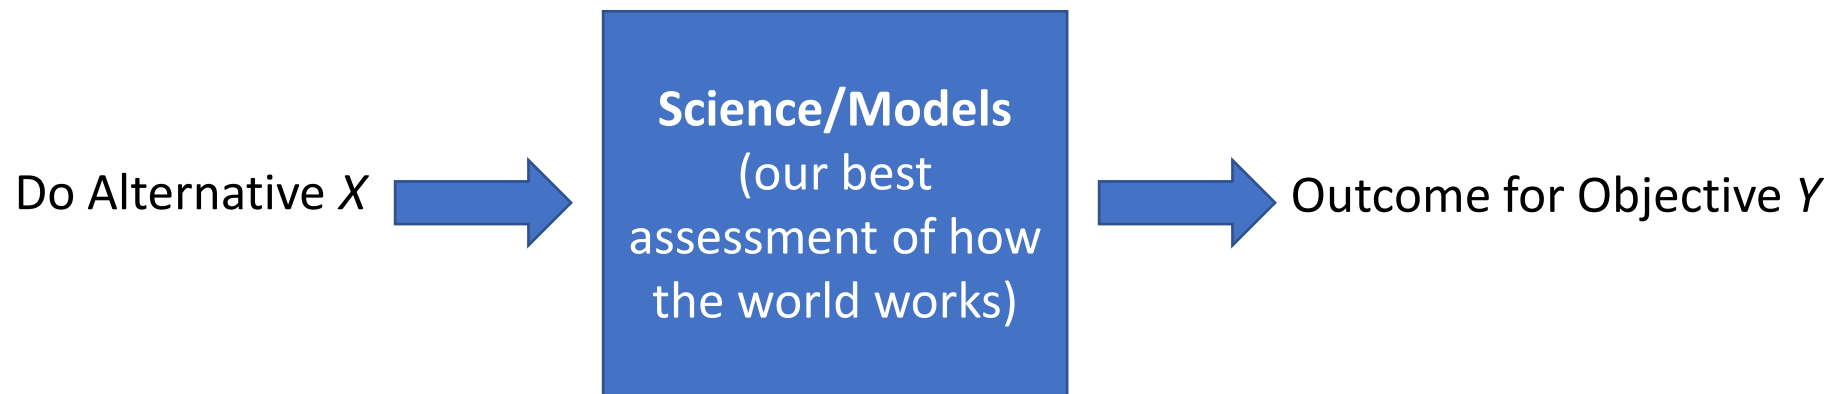 Do Alternative X
Science/Models
(our best
assessment of how
the world works)
Outcome for Objective Y